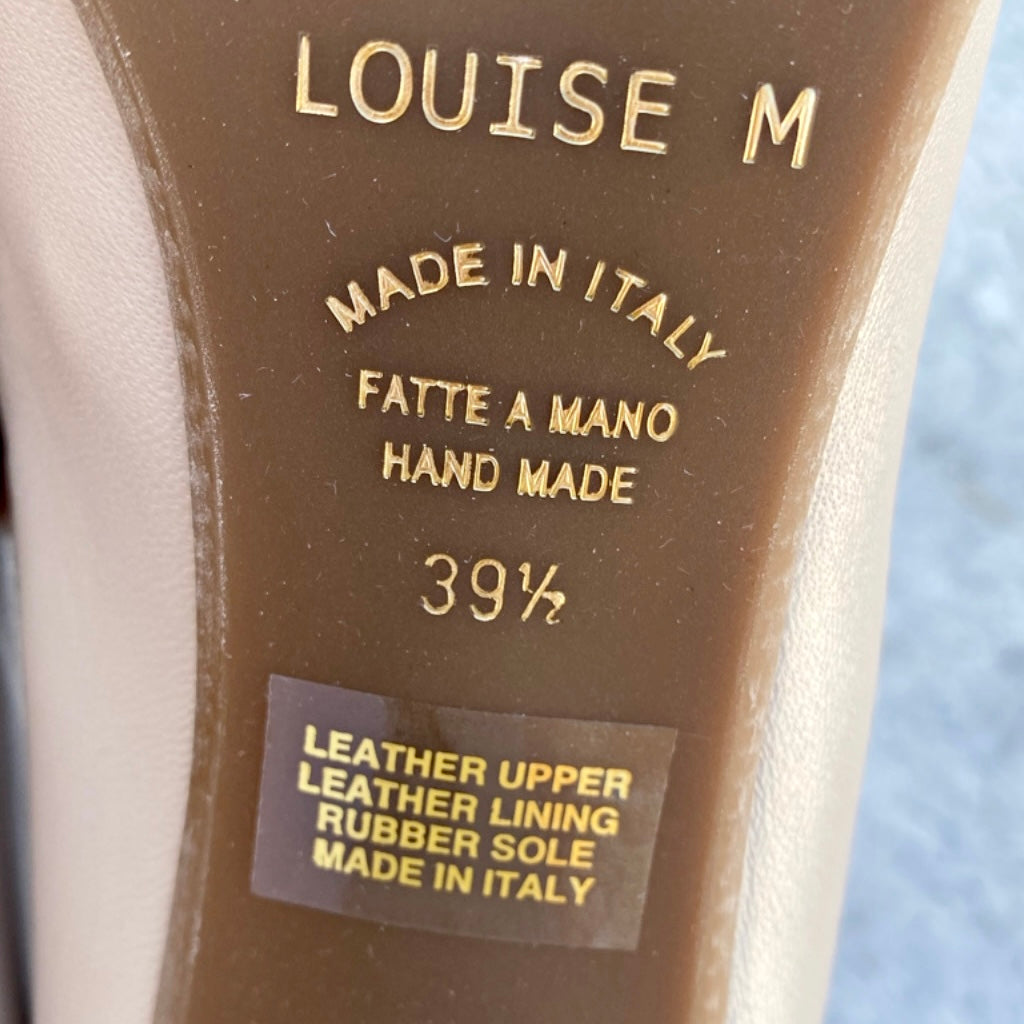 LOUISE M
MADE IN ITALY
FATTE A MANO
HAND MADE
39½
LEATHER UPPER
LEATHER LINING
RUBBER SOLE
MADE IN ITALY